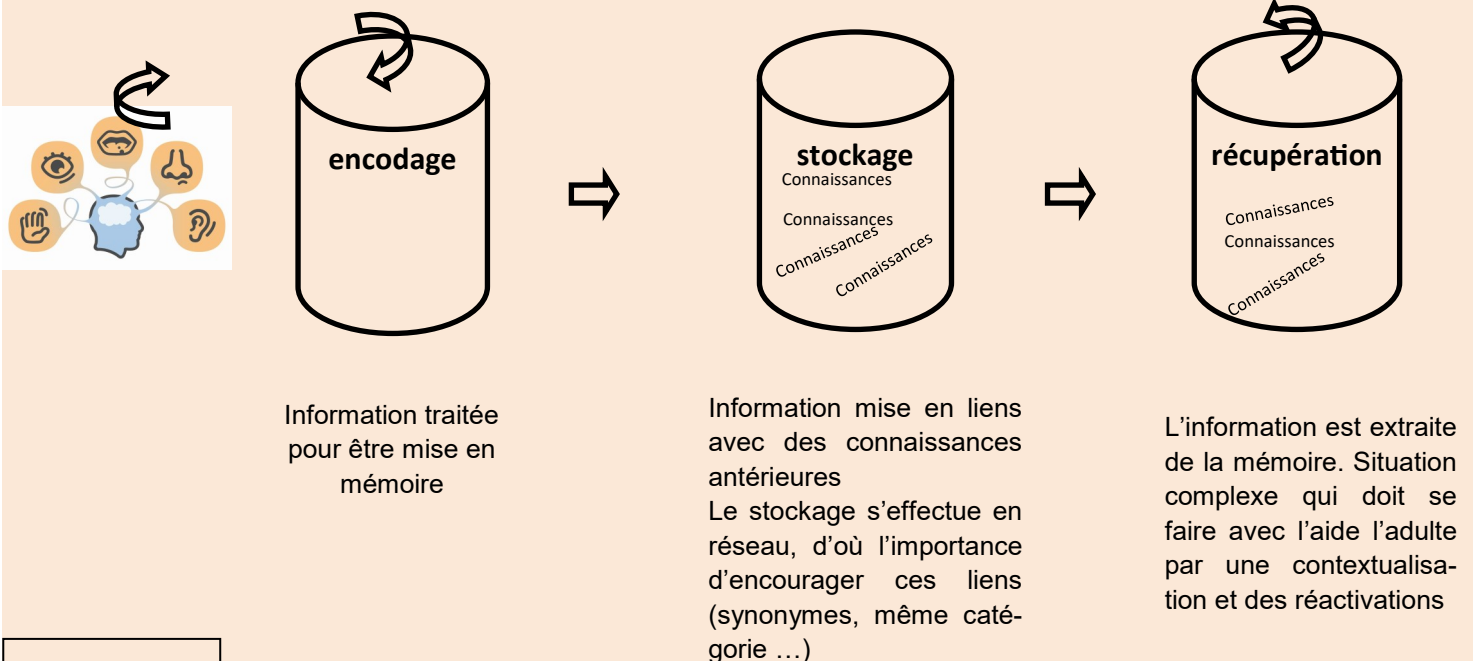 encodage
stockage
Connaissances
Connaissances
Connaissances
Connaissances
récupération
Connaissances
Connaissances
Connaissances
Information traitée
pour être mise en
mémoire
Information mise en liens
avec des connaissances
antérieures
Le stockage s’effectue en
réseau, d’où l’importance
d’encourager ces liens
(synonymes, même caté-
gorie …)
L’information est extraite
de la mémoire. Situation
complexe qui doit se
faire avec l’aide l’adulte
par une contextualisa-
tion et des réactivations